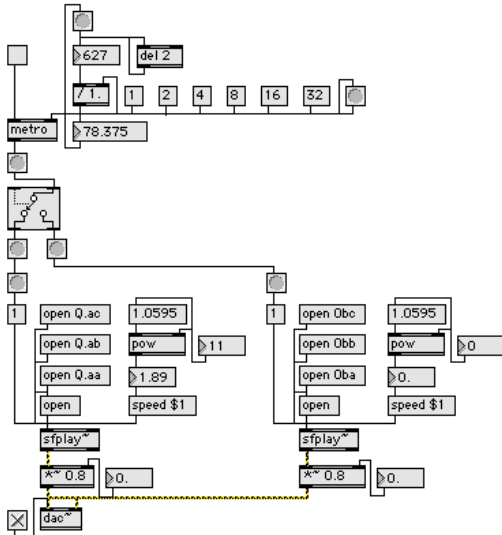 627
del 2
/ 1.
1 2 4 8 16 32
metro
78.375
1
open Q.ac
1.0595
open Q.ab
pow
11
open Q.aa
1.89
open
speed $1
sfplay~
*~ 0.8
0.
dac~
1
open Obc
1.0595
open Obb
pow
0
open Oba
0.
open
speed $1
sfplay~
*~ 0.8
0.